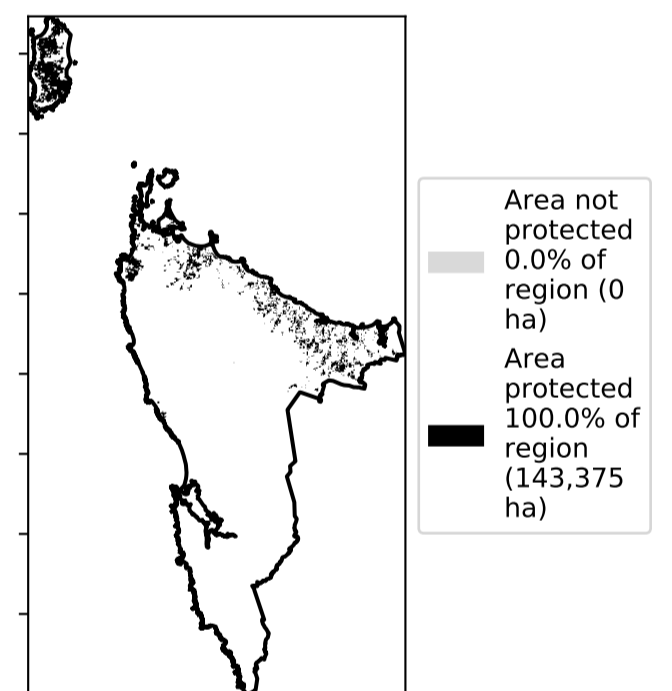 Area not
protected
0.0% of
region (0
ha)
Area
protected
100.0% of
region
(143,375
ha)